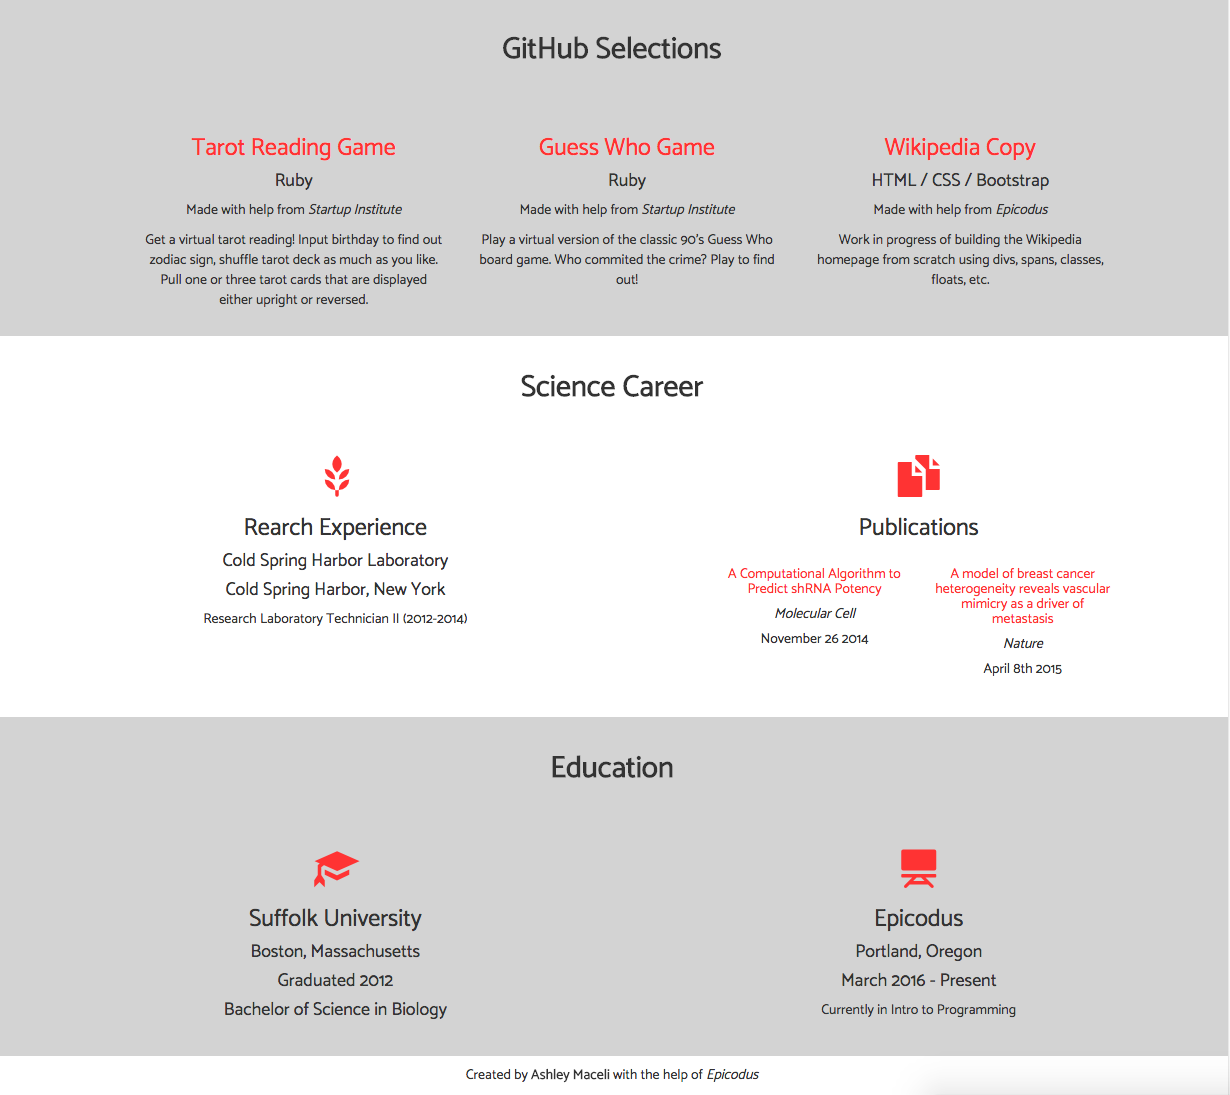 GitHub Selections
Tarot Reading Game
Ruby
Made with help from Startup Institute
Get a virtual tarot reading! Input birthday to find out
zodiac sign, shuffle tarot deck as much as you like.
Pull one or three tarot cards that are displayed
either upright or reversed.
Guess Who Game
Ruby
Made with help from Startup Institute
Play a virtual version of the classic 90's Guess Who
board game. Who commited the crime? Play to find
out!
Wikipedia Copy
HTML / CSS / Bootstrap
Made with help from Epicodus
Work in progress of building the Wikipedia
homepage from scratch using divs, spans, classes,
floats, etc.
Science Career
Rearch Experience
Cold Spring Harbor Laboratory
Cold Spring Harbor, New York
Research Laboratory Technician II (2012-2014)
Publications
A Computational Algorithm to
Predict shRNA Potency
Molecular Cell
November 26 2014
A model of breast cancer
heterogeneity reveals vascular
mimicry as a driver of
metastasis
Nature
April 8th 2015
Education
Suffolk University
Boston, Massachusetts
Graduated 2012
Bachelor of Science in Biology
Epicodus
Portland, Oregon
March 2016 - Present
Currently in Intro to Programming
Created by Ashley Maceli with the help of Epicodus